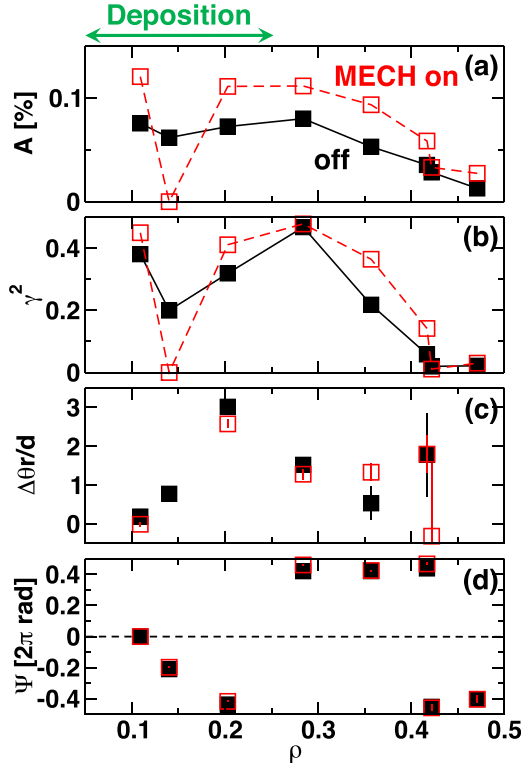 Deposition
(a)
MECH on
A [%]
0.1
off
0
(b)
γ²
0.4
0.2
0
(c)
Δθr/d
3
2
1
0
(d)
Ψ [2π rad]
0.4
0.2
0
-0.2
-0.4
0.1 0.2 0.3 0.4 0.5
ρ